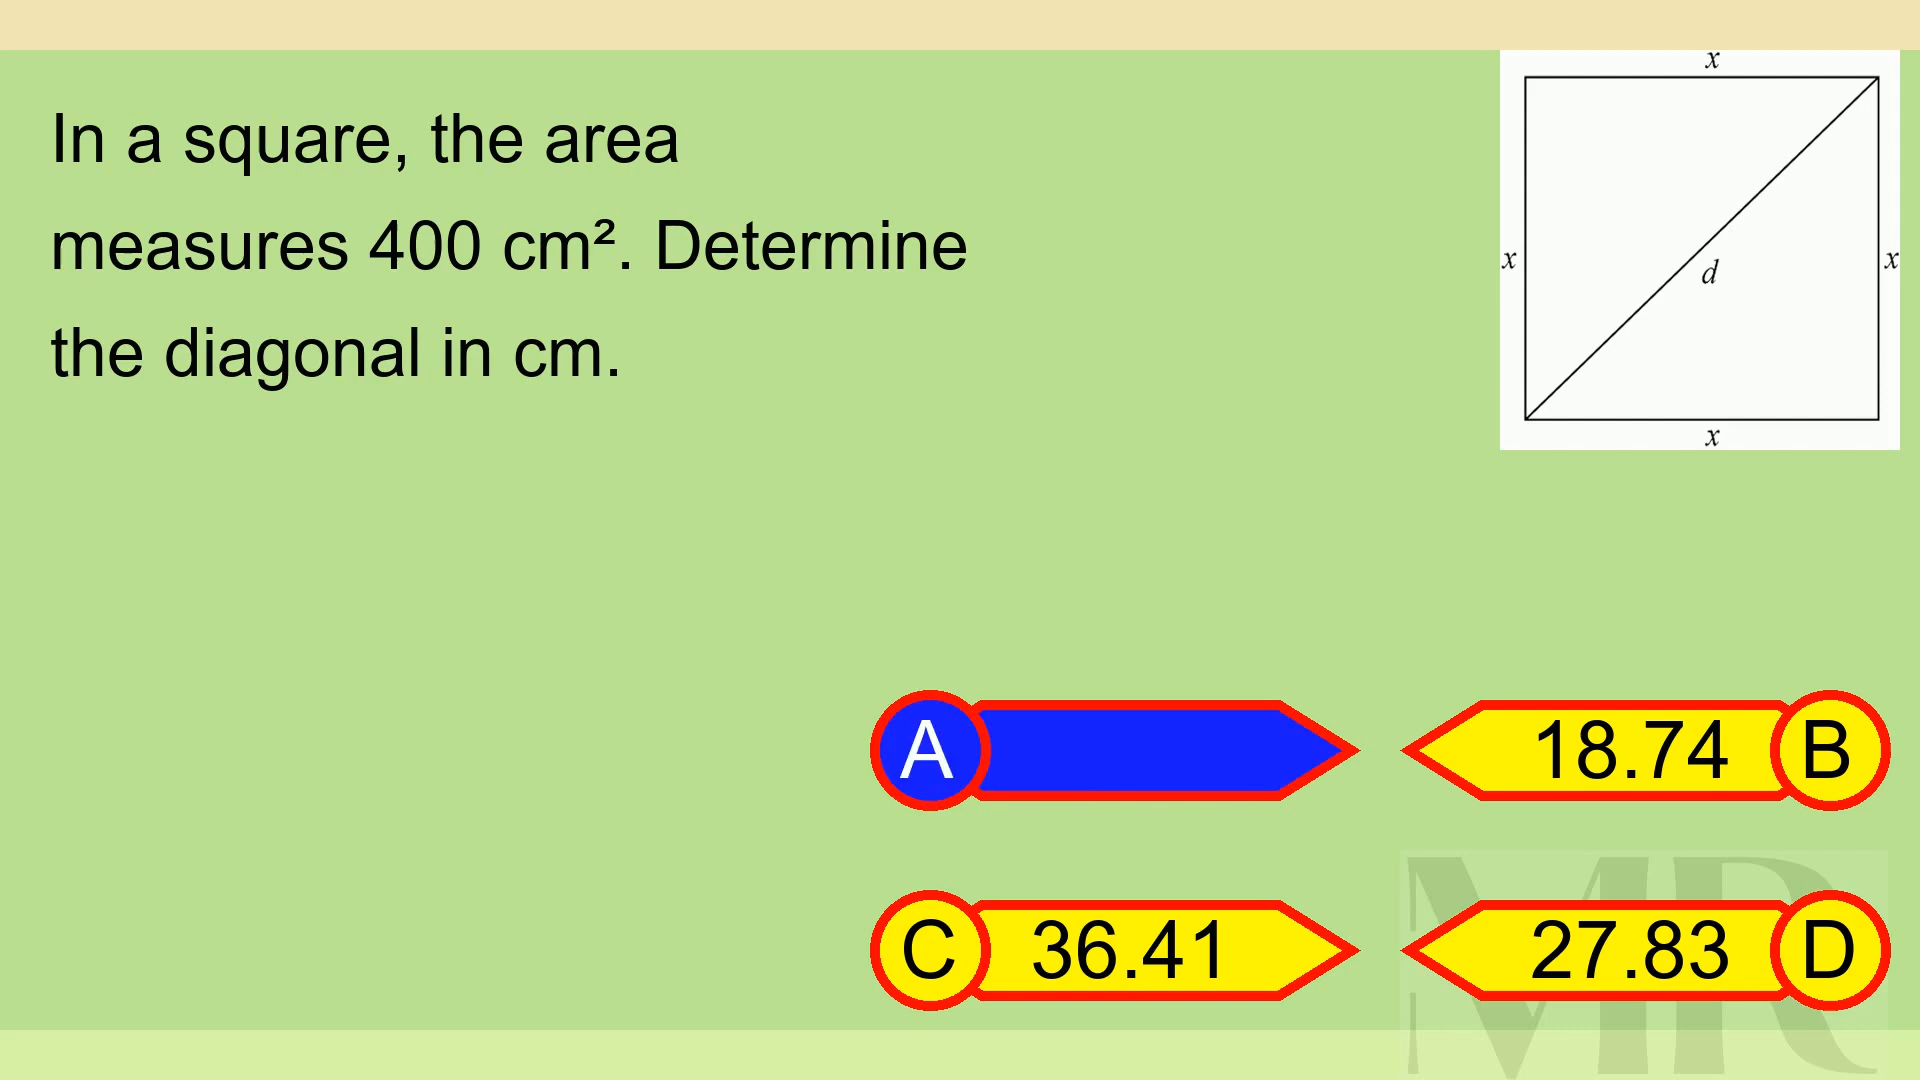 In a square, the area
measures 400 cm². Determine
the diagonal in cm.
x
x
d
x
x
A
18.74 B
C 36.41
27.83 D
MR